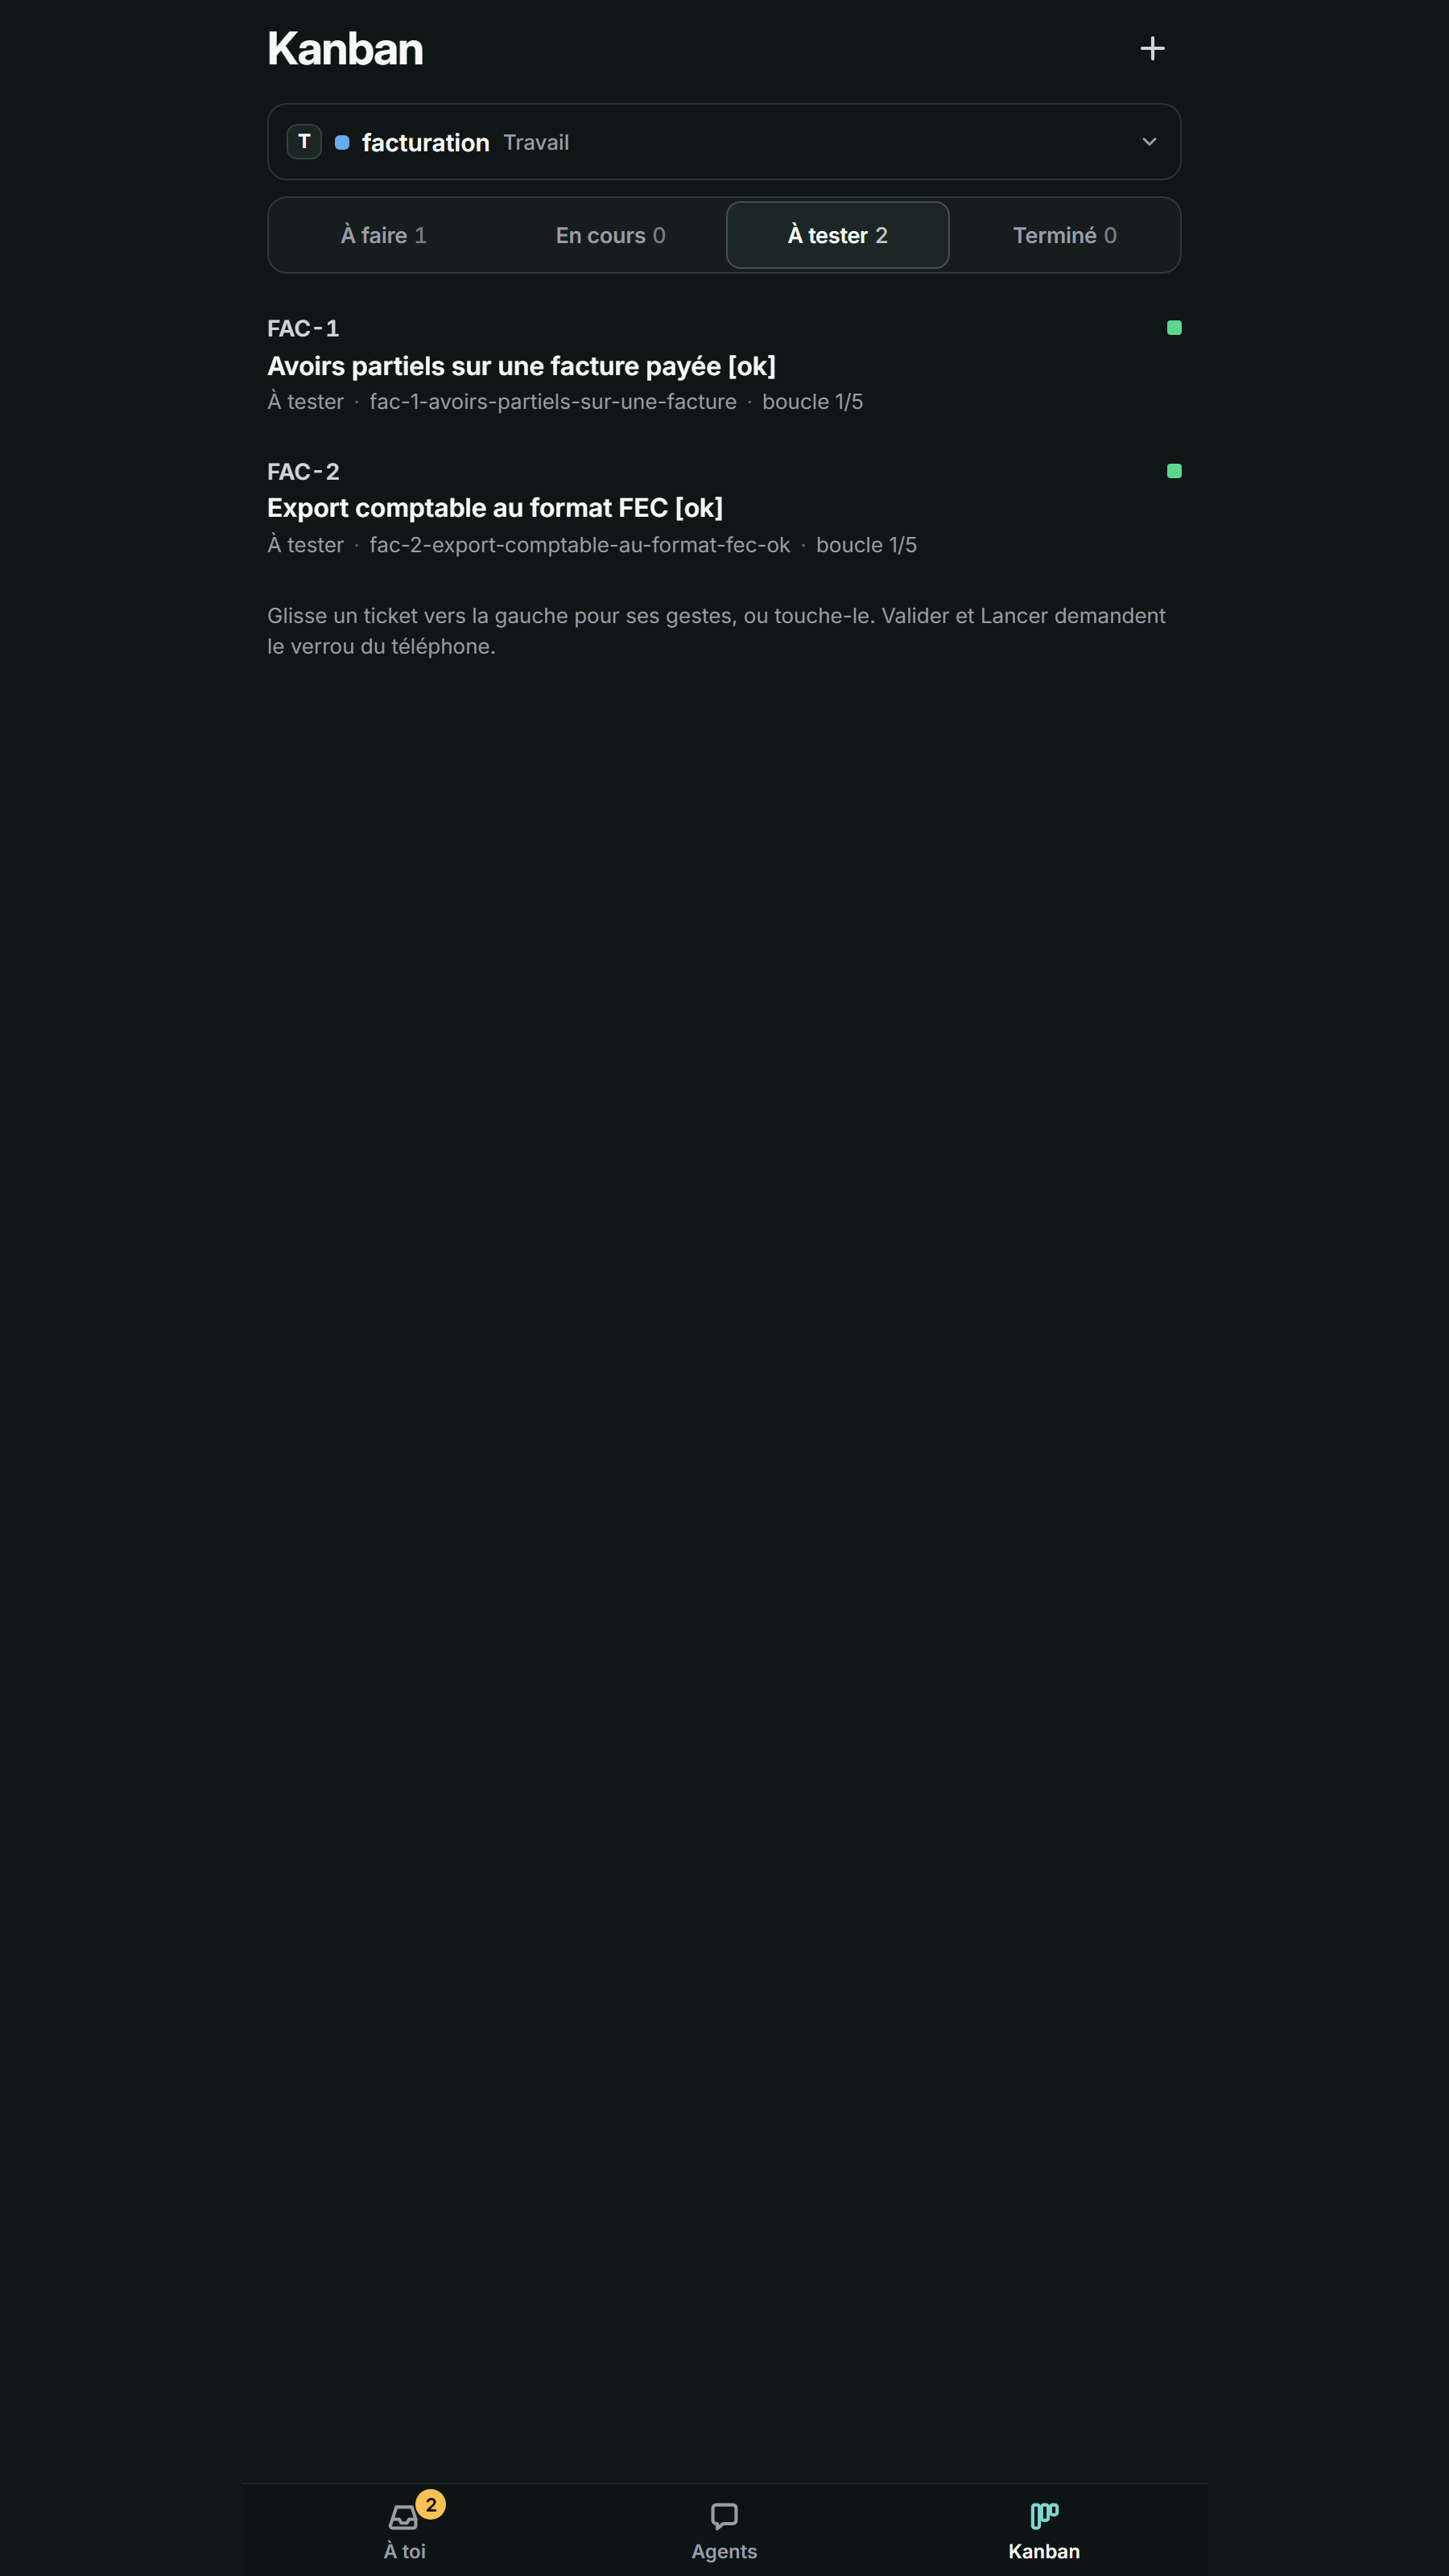 Kanban
T facturation Travail
À faire 1 En cours 0 À tester 2 Terminé 0
FAC-1
Avoirs partiels sur une facture payée [ok]
À tester · fac-1-avoirs-partiels-sur-une-facture · boucle 1/5
FAC-2
Export comptable au format FEC [ok]
À tester · fac-2-export-comptable-au-format-fec-ok · boucle 1/5
Glisse un ticket vers la gauche pour ses gestes, ou touche-le. Valider et Lancer demandent
le verrou du téléphone.
2
À toi Agents Kanban